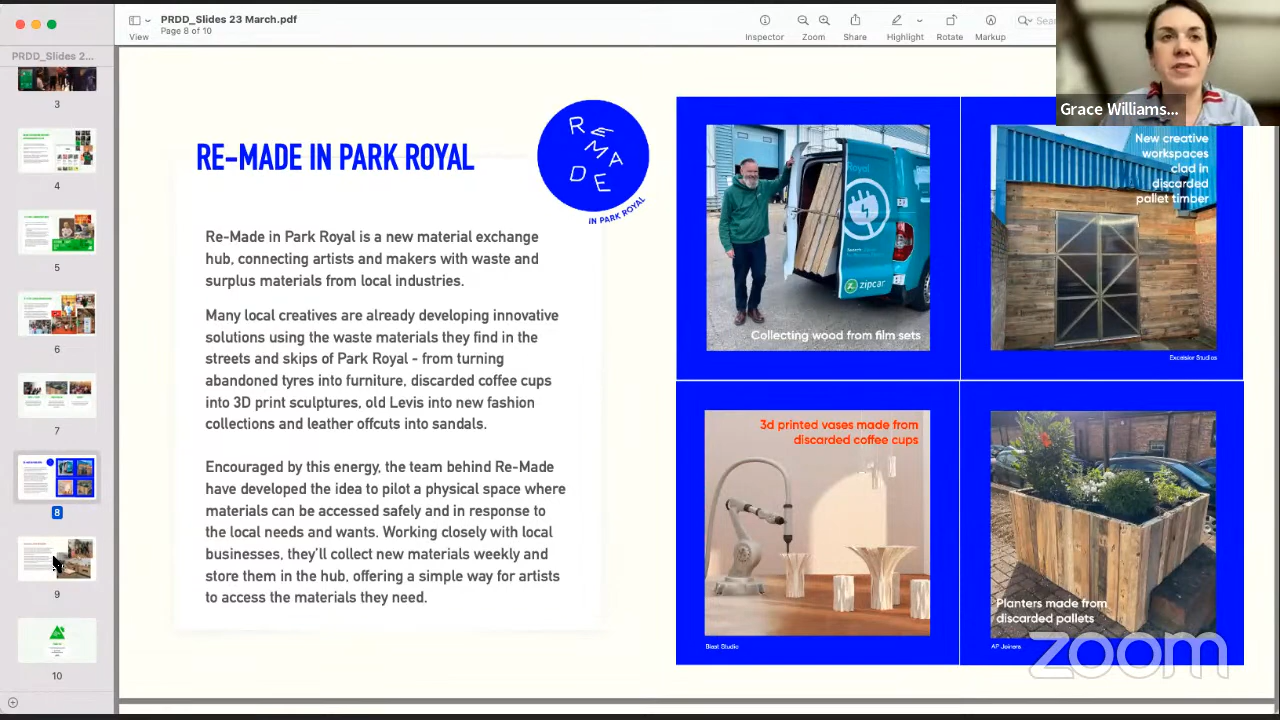 PRDD_Slides 23 March.pdf
Page 8 of 10
View
Inspector
Zoom
Share
Highlight
Rotate
Markup
Sear
PRDD_Slides 2...
3
4
5
6
7
8
9
10
Grace Williams...
RE-MADE IN PARK ROYAL
REMADE
IN PARK ROYAL
Re-Made in Park Royal is a new material exchange
hub, connecting artists and makers with waste and
surplus materials from local industries.
Many local creatives are already developing innovative
solutions using the waste materials they find in the
streets and skips of Park Royal - from turning
abandoned tyres into furniture, discarded coffee cups
into 3D print sculptures, old Levis into new fashion
collections and leather offcuts into sandals.
Encouraged by this energy, the team behind Re-Made
have developed the idea to pilot a physical space where
materials can be accessed safely and in response to
the local needs and wants. Working closely with local
businesses, they'll collect new materials weekly and
store them in the hub, offering a simple way for artists
to access the materials they need.
Royal
zipcar
Collecting wood from film sets
New creative
workspaces
clad in
discarded
pallet timber
Excelsior Studios
3d printed vases made from
discarded coffee cups
Blast Studio
Planters made from
discarded pallets
AP Joiners
zoom